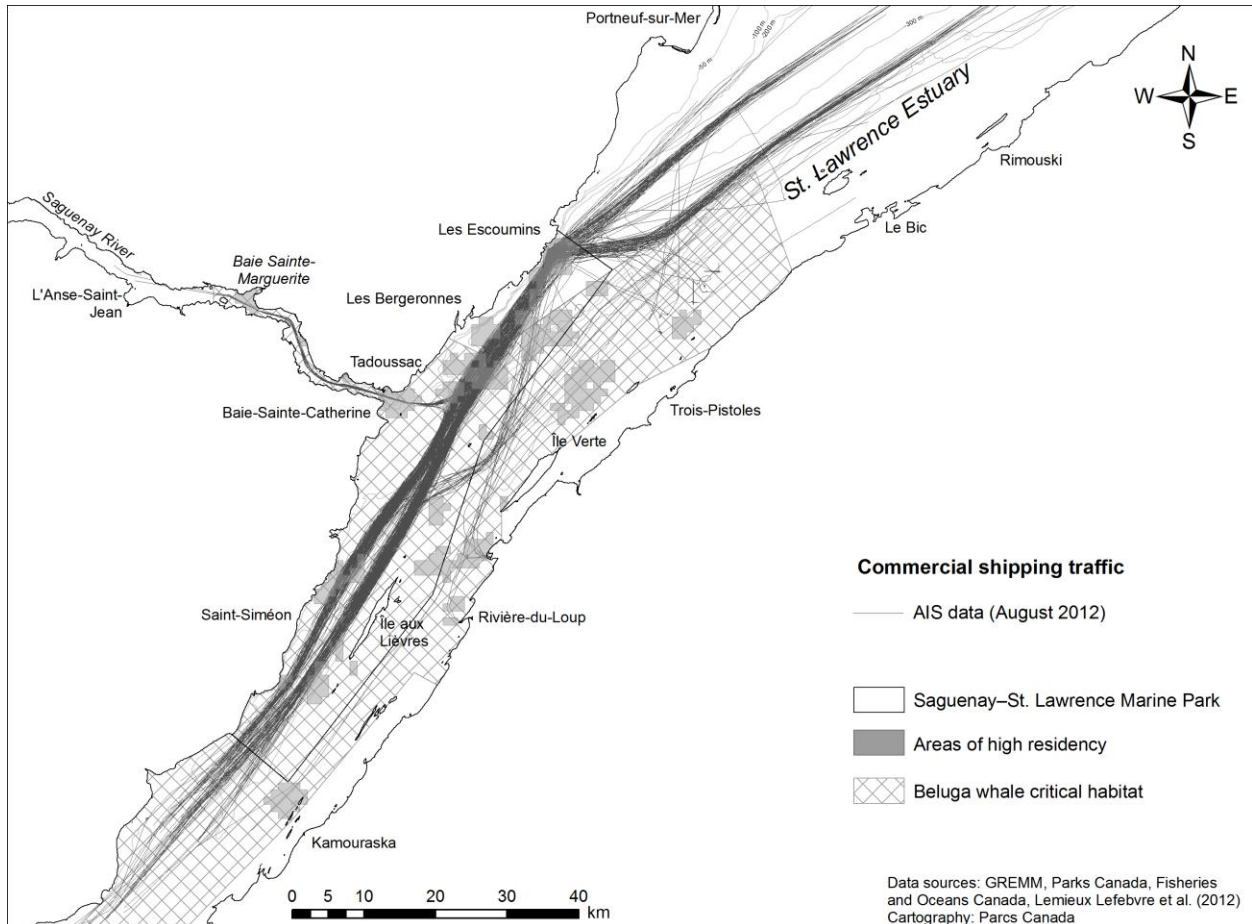 Portneuf-sur-Mer
-50 m
-100 m
-200 m
-300 m
N
W E
S
St. Lawrence Estuary
Rimouski
Le Bic
Saguenay River
Baie Sainte-
Marguerite
L'Anse-Saint-
Jean
Les Escoumins
Les Bergeronnes
Tadoussac
Baie-Sainte-Catherine
Trois-Pistoles
Île Verte
Saint-Siméon
Île aux
Lièvres
Rivière-du-Loup
Kamouraska
Commercial shipping traffic
AIS data (August 2012)
Saguenay–St. Lawrence Marine Park
Areas of high residency
Beluga whale critical habitat
0 5 10 20 30 40
km
Data sources: GREMM, Parks Canada, Fisheries
and Oceans Canada, Lemieux Lefebvre et al. (2012)
Cartography: Parcs Canada